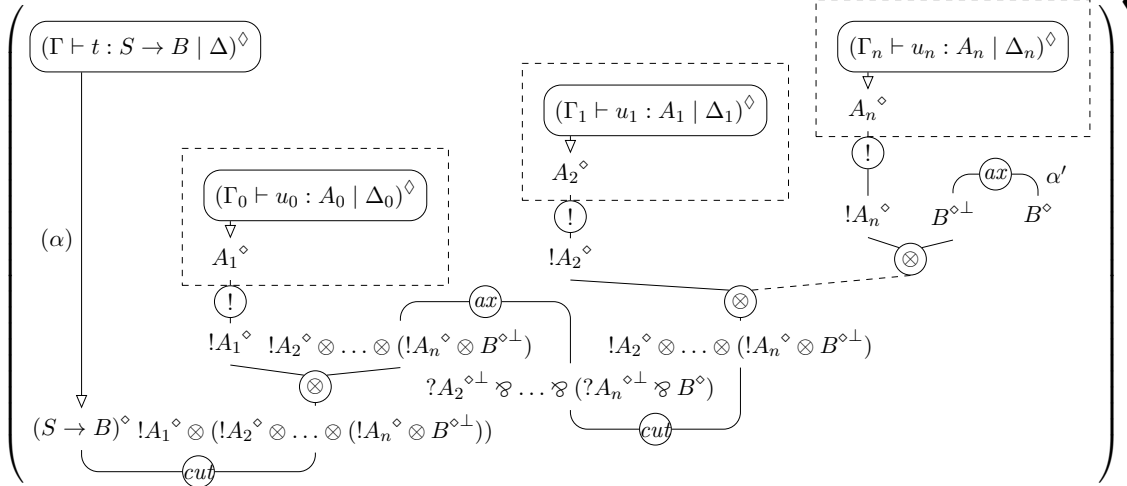 (Γ ⊢ t : S → B | Δ)^◇
(Γ_n ⊢ u_n : A_n | Δ_n)^◇
(Γ_1 ⊢ u_1 : A_1 | Δ_1)^◇
A_n^⋄
!
ax
α′
A_2^⋄
(Γ_0 ⊢ u_0 : A_0 | Δ_0)^◇
!
!A_n^⋄ B^⋄⊥ B^⋄
(α)
A_1^⋄
!A_2^⋄
⊗
!
ax
⊗
!A_1^⋄ !A_2^⋄ ⊗ … ⊗ (!A_n^⋄ ⊗ B^⋄⊥) !A_2^⋄ ⊗ … ⊗ (!A_n^⋄ ⊗ B^⋄⊥)
⊗
?A_2^⋄⊥ ⅋ … ⅋ (?A_n^⋄⊥ ⅋ B^⋄)
(S → B)^⋄ !A_1^⋄ ⊗ (!A_2^⋄ ⊗ … ⊗ (!A_n^⋄ ⊗ B^⋄⊥))
cut
cut